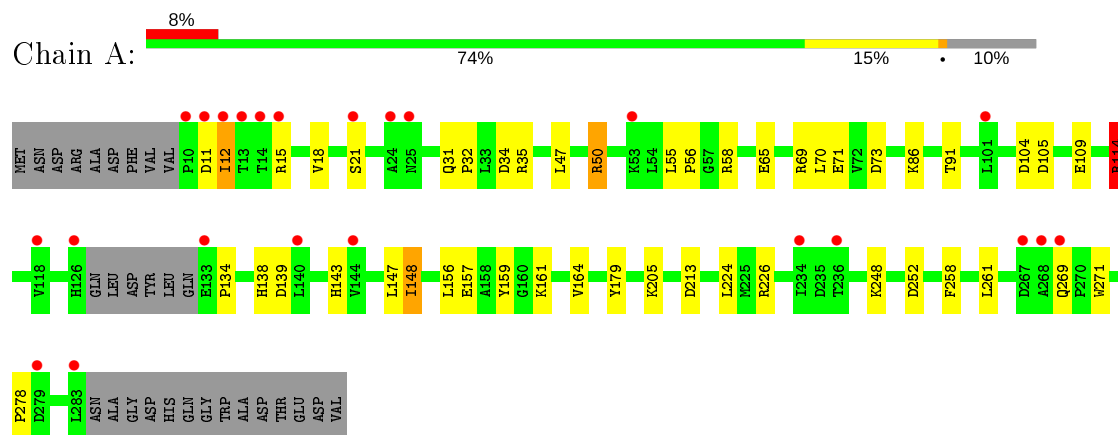 8%
Chain A:
74% 15% • 10%
MET ASN ASP ARG ALA ASP PHE VAL VAL P10 D11 I12 T13 T14 R15 V18 S21 A24 N25 Q31 P32 L33 D34 R35 L47 R50 K53 L54 L55 P56 G57 R58 E65 R69 L70 E71 V72 D73 K86 T91 L101 D104 D105 E109
V118 H126 GLN LEU ASP TYR LEU GLN E133 P134 H138 D139 L140 H143 V144 L147 I148 L156 E157 A158 Y159 G160 K161 V164 Y179 K205 D213 L224 M225 R226 I234 D235 T236 K248 D252 F258 L261 D267 A268 Q269 P270 W271
P278 D279 L283 ASN ALA GLY ASP HIS GLN GLY TRP ALA ASP THR GLU ASP VAL